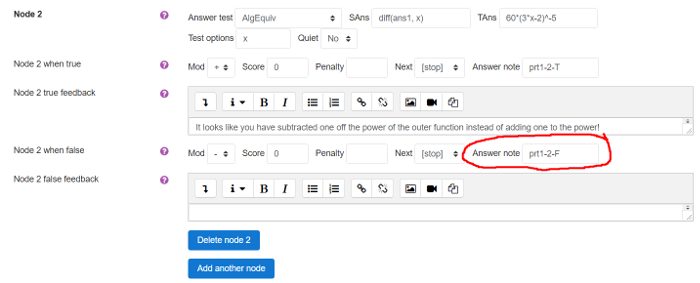 Node 2 Answer test AlgEquiv SAns diff(ans1, x) TAns 60*(3*x-2)^-5
Test options x Quiet No
Node 2 when true Mod + Score 0 Penalty Next [stop] Answer note prt1-2-T
Node 2 true feedback
B I
It looks like you have subtracted one off the power of the outer function instead of adding one to the power!
Node 2 when false Mod - Score 0 Penalty Next [stop] Answer note prt1-2-F
Node 2 false feedback
B I
Delete node 2
Add another node